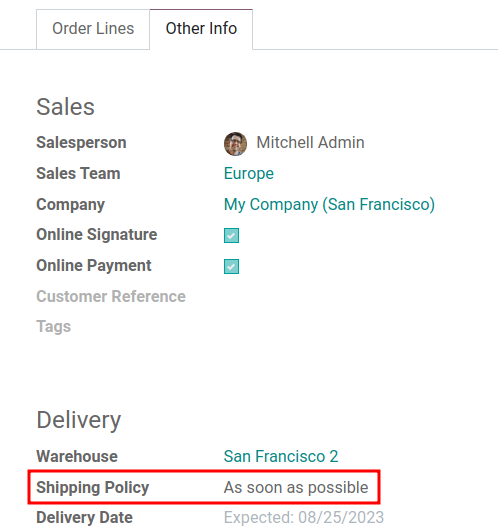 Order Lines Other Info
Sales
Salesperson Mitchell Admin
Sales Team Europe
Company My Company (San Francisco)
Online Signature
Online Payment
Customer Reference
Tags
Delivery
Warehouse San Francisco 2
Shipping Policy As soon as possible
Delivery Date Expected: 08/25/2023